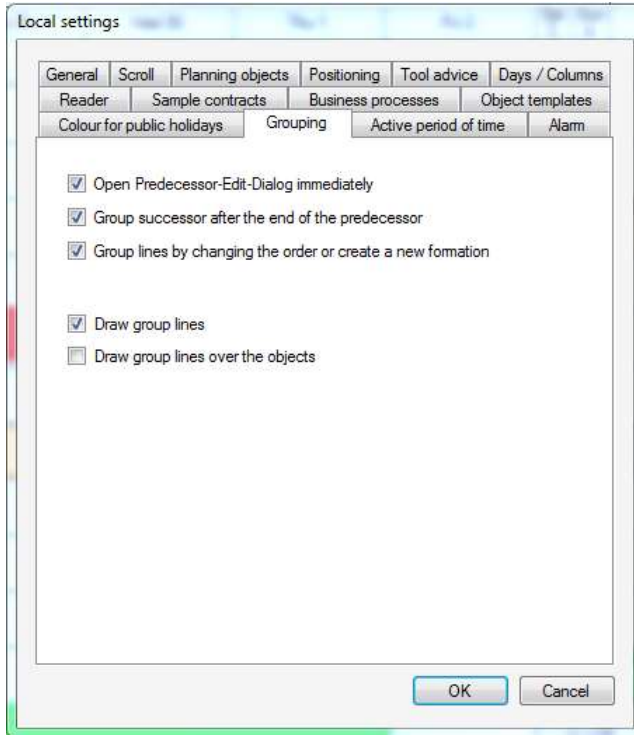 Local settings
General Scroll Planning objects Positioning Tool advice Days / Columns
Reader Sample contracts Business processes Object templates
Colour for public holidays Grouping Active period of time Alarm
Open Predecessor-Edit-Dialog immediately
Group successor after the end of the predecessor
Group lines by changing the order or create a new formation
Draw group lines
Draw group lines over the objects
OK Cancel